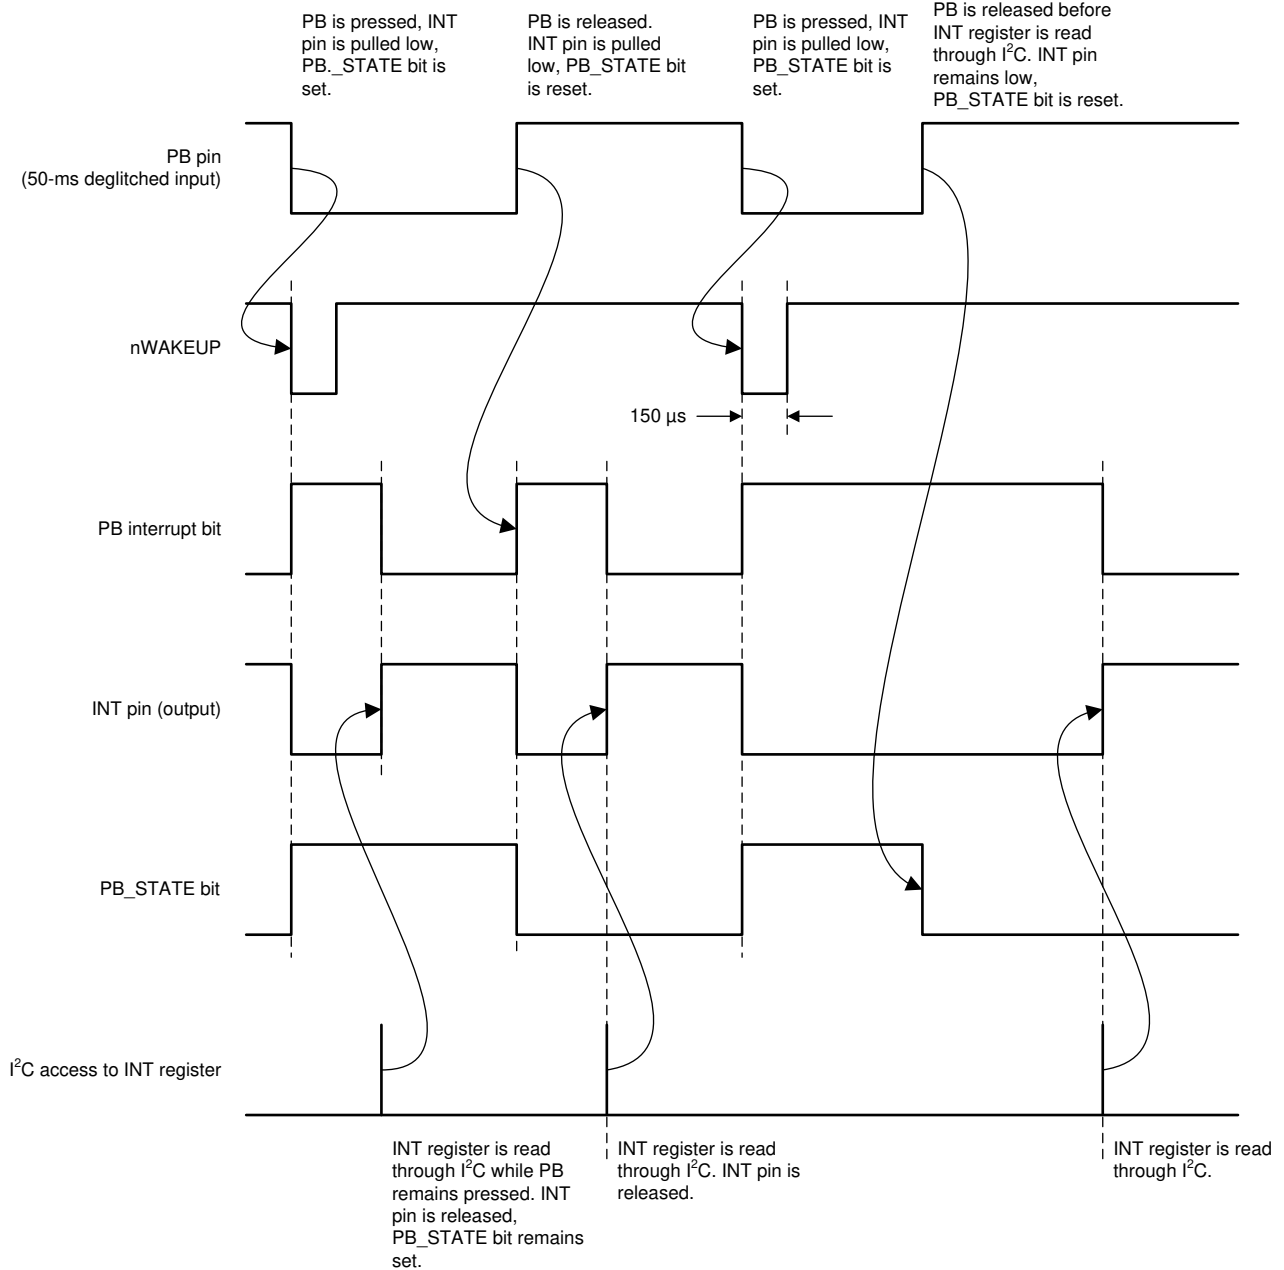 PB is pressed, INT
pin is pulled low,
PB._STATE bit is
set.
PB is released.
INT pin is pulled
low, PB_STATE bit
is reset.
PB is pressed, INT
pin is pulled low,
PB_STATE bit is
set.
PB is released before
INT register is read
through I²C. INT pin
remains low,
PB_STATE bit is reset.
PB pin
(50-ms deglitched input)
nWAKEUP
150 µs
PB interrupt bit
INT pin (output)
PB_STATE bit
I²C access to INT register
INT register is read
through I²C while PB
remains pressed. INT
pin is released,
PB_STATE bit remains
set.
INT register is read
through I²C. INT pin is
released.
INT register is read
through I²C.